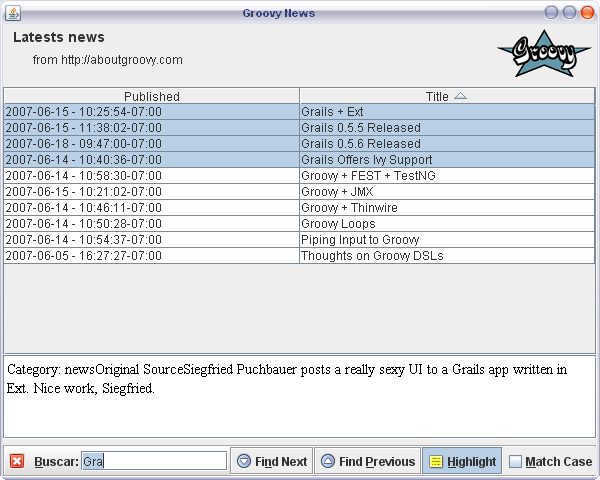 Groovy News
Latests news
from http://aboutgroovy.com
Groovy
Published Title
2007-06-15 - 10:25:54-07:00 Grails + Ext
2007-06-15 - 11:38:02-07:00 Grails 0.5.5 Released
2007-06-18 - 09:47:00-07:00 Grails 0.5.6 Released
2007-06-14 - 10:40:36-07:00 Grails Offers Ivy Support
2007-06-14 - 10:58:30-07:00 Groovy + FEST + TestNG
2007-06-15 - 10:21:02-07:00 Groovy + JMX
2007-06-14 - 10:46:11-07:00 Groovy + Thinwire
2007-06-14 - 10:50:28-07:00 Groovy Loops
2007-06-14 - 10:54:37-07:00 Piping Input to Groovy
2007-06-05 - 16:27:27-07:00 Thoughts on Groovy DSLs
Category: newsOriginal SourceSiegfried Puchbauer posts a really sexy UI to a Grails app written in
Ext. Nice work, Siegfried.
Buscar: Gra Find Next Find Previous Highlight Match Case